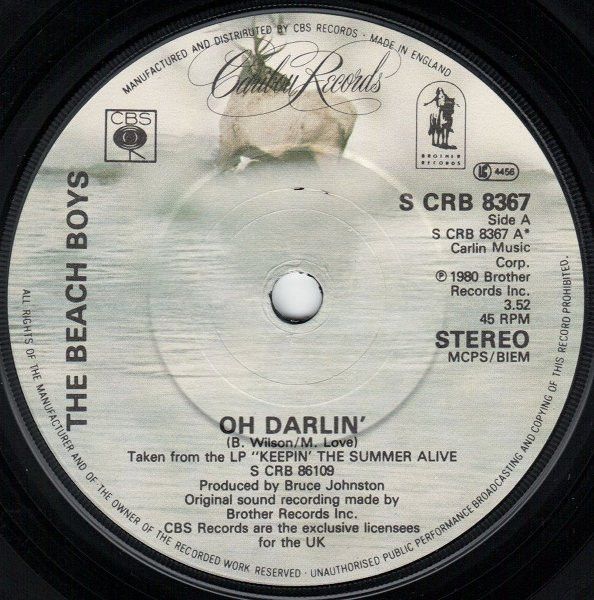 MANUFACTURED AND DISTRIBUTED BY CBS RECORDS · MADE IN ENGLAND
Caribou Records
CBS
BROTHER
RECORDS
LC 4456
THE BEACH BOYS
S CRB 8367
Side A
S CRB 8367 A*
Carlin Music
Corp.
℗ 1980 Brother
Records Inc.
3.52
45 RPM
STEREO
MCPS/BIEM
OH DARLIN'
(B. Wilson/M. Love)
Taken from the LP "KEEPIN' THE SUMMER ALIVE
S CRB 86109
Produced by Bruce Johnston
Original sound recording made by
Brother Records Inc.
CBS Records are the exclusive licensees
for the UK
ALL RIGHTS OF THE MANUFACTURER AND OF THE OWNER OF THE RECORDED WORK RESERVED · UNAUTHORISED PUBLIC PERFORMANCE BROADCASTING AND COPYING OF THIS RECORD PROHIBITED.